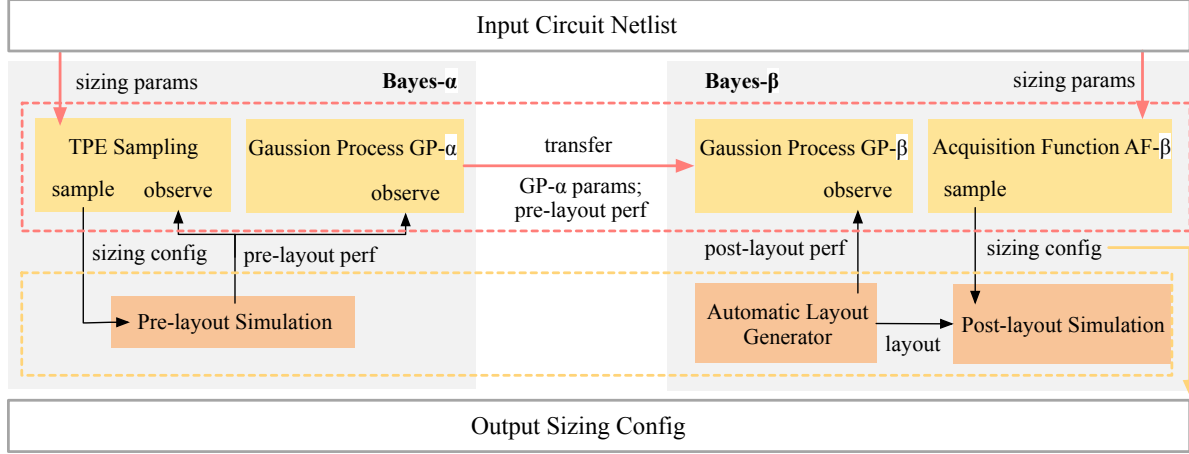 Input Circuit Netlist
sizing params
Bayes-α
Bayes-β
sizing params
TPE Sampling
sample
observe
Gaussion Process GP-α
observe
transfer
GP-α params;
pre-layout perf
Gaussion Process GP-β
observe
Acquisition Function AF-β
sample
sizing config
pre-layout perf
post-layout perf
sizing config
Pre-layout Simulation
Automatic Layout
Generator
layout
Post-layout Simulation
Output Sizing Config